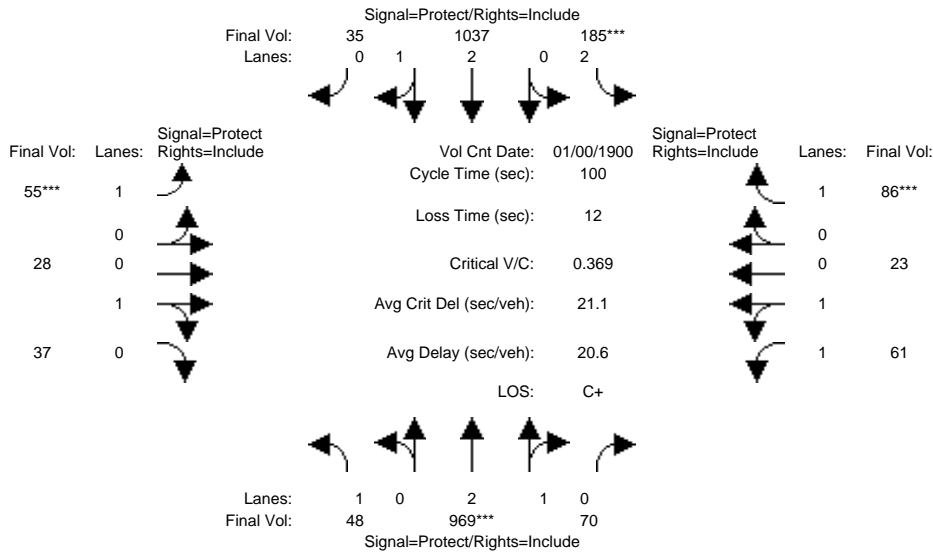 Signal=Protect/Rights=Include
Final Vol: 35 1037 185***
Lanes: 0 1 2 0 2
Signal=Protect Signal=Protect
Final Vol: Lanes: Rights=Include Vol Cnt Date: 01/00/1900 Rights=Include Lanes: Final Vol:
Cycle Time (sec): 100
55*** 1 1 86***
Loss Time (sec): 12
0 0
28 0 Critical V/C: 0.369 0 23
1 Avg Crit Del (sec/veh): 21.1 1
37 0 Avg Delay (sec/veh): 20.6 1 61
LOS: C+
Lanes: 1 0 2 1 0
Final Vol: 48 969*** 70
Signal=Protect/Rights=Include